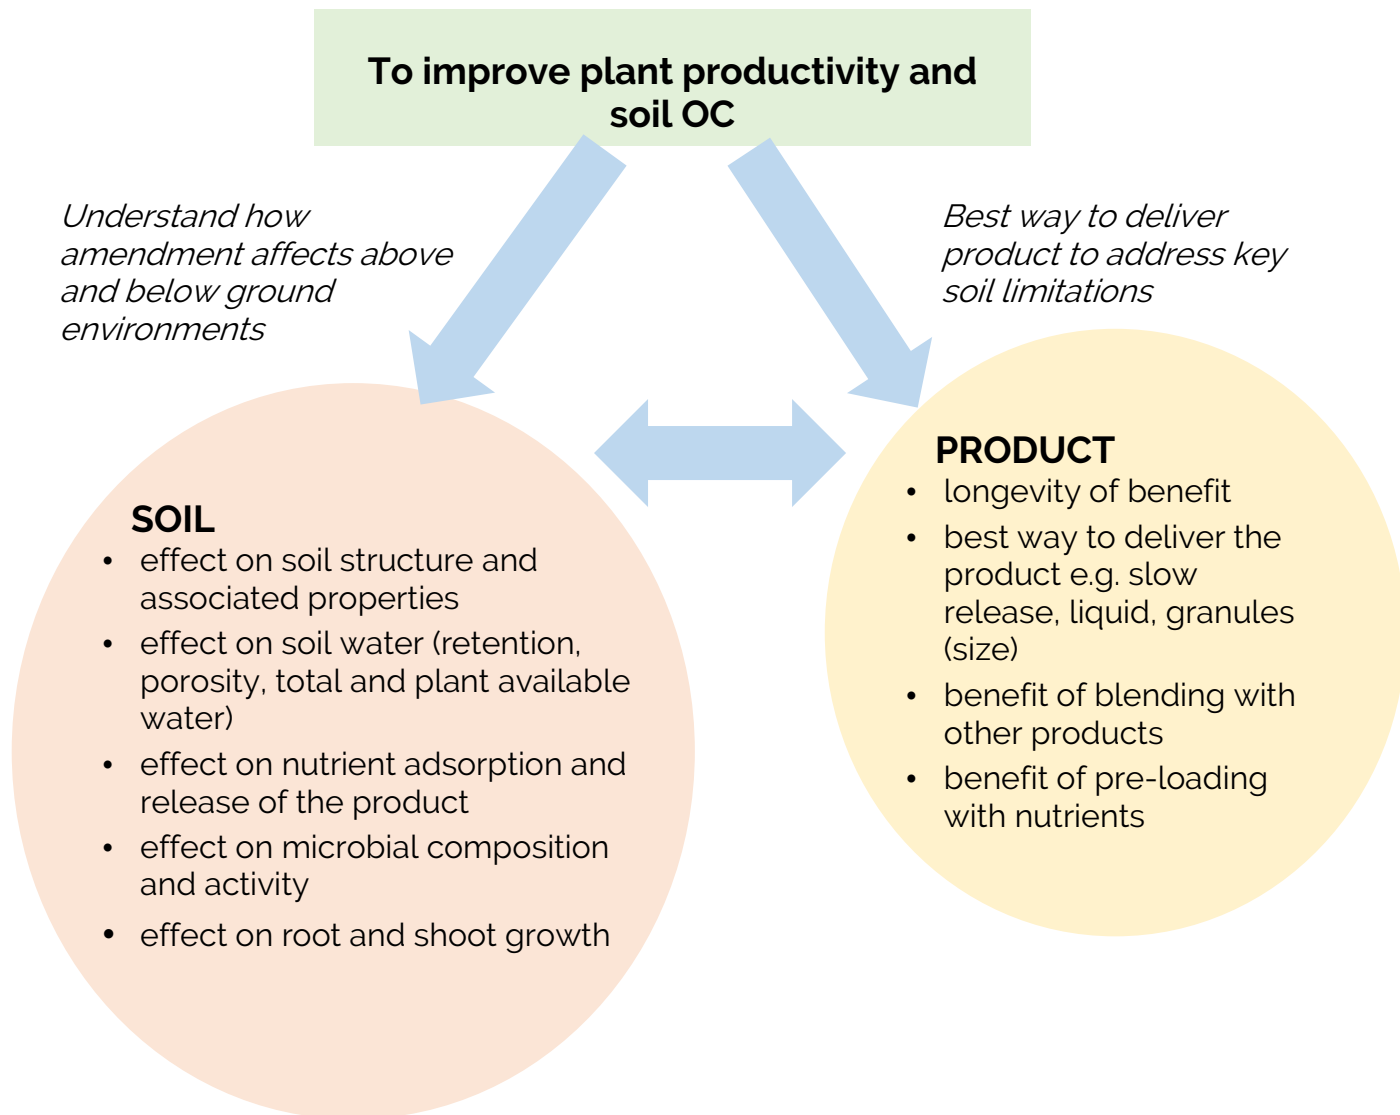 To improve plant productivity and
soil OC
Understand how
amendment affects above
and below ground
environments
Best way to deliver
product to address key
soil limitations
SOIL
• effect on soil structure and
associated properties
• effect on soil water (retention,
porosity, total and plant available
water)
• effect on nutrient adsorption and
release of the product
• effect on microbial composition
and activity
• effect on root and shoot growth
PRODUCT
• longevity of benefit
• best way to deliver the
product e.g. slow
release, liquid, granules
(size)
• benefit of blending with
other products
• benefit of pre-loading
with nutrients